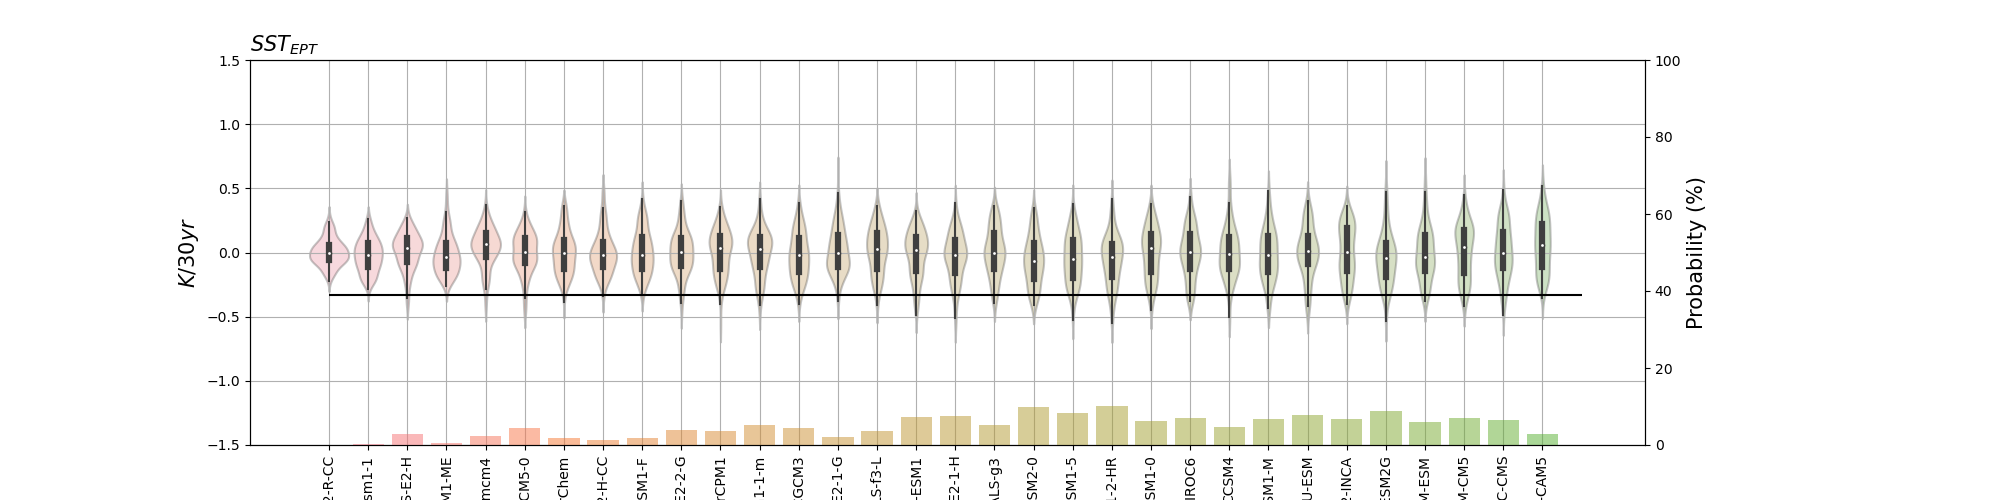 SST_EPT
1.5
1.0
0.5
0.0
−0.5
−1.0
−1.5
K/30yr
100
80
60
40
20
0
Probability (%)
2-R-CC
sm1-1
S-E2-H
M1-ME
mcm4
CM5-0
rChem
2-H-CC
SM1-F
E2-2-G
rCPM1
1-1-m
GCM3
E2-1-G
LS-f3-L
-ESM1
E2-1-H
ALS-g3
SM2-0
SM1-5
1-2-HR
SM1-0
IROC6
CCSM4
SM1-M
U-ESM
2-INCA
ESM2G
M-ESM
M-CM5
C-CMS
-CAM5